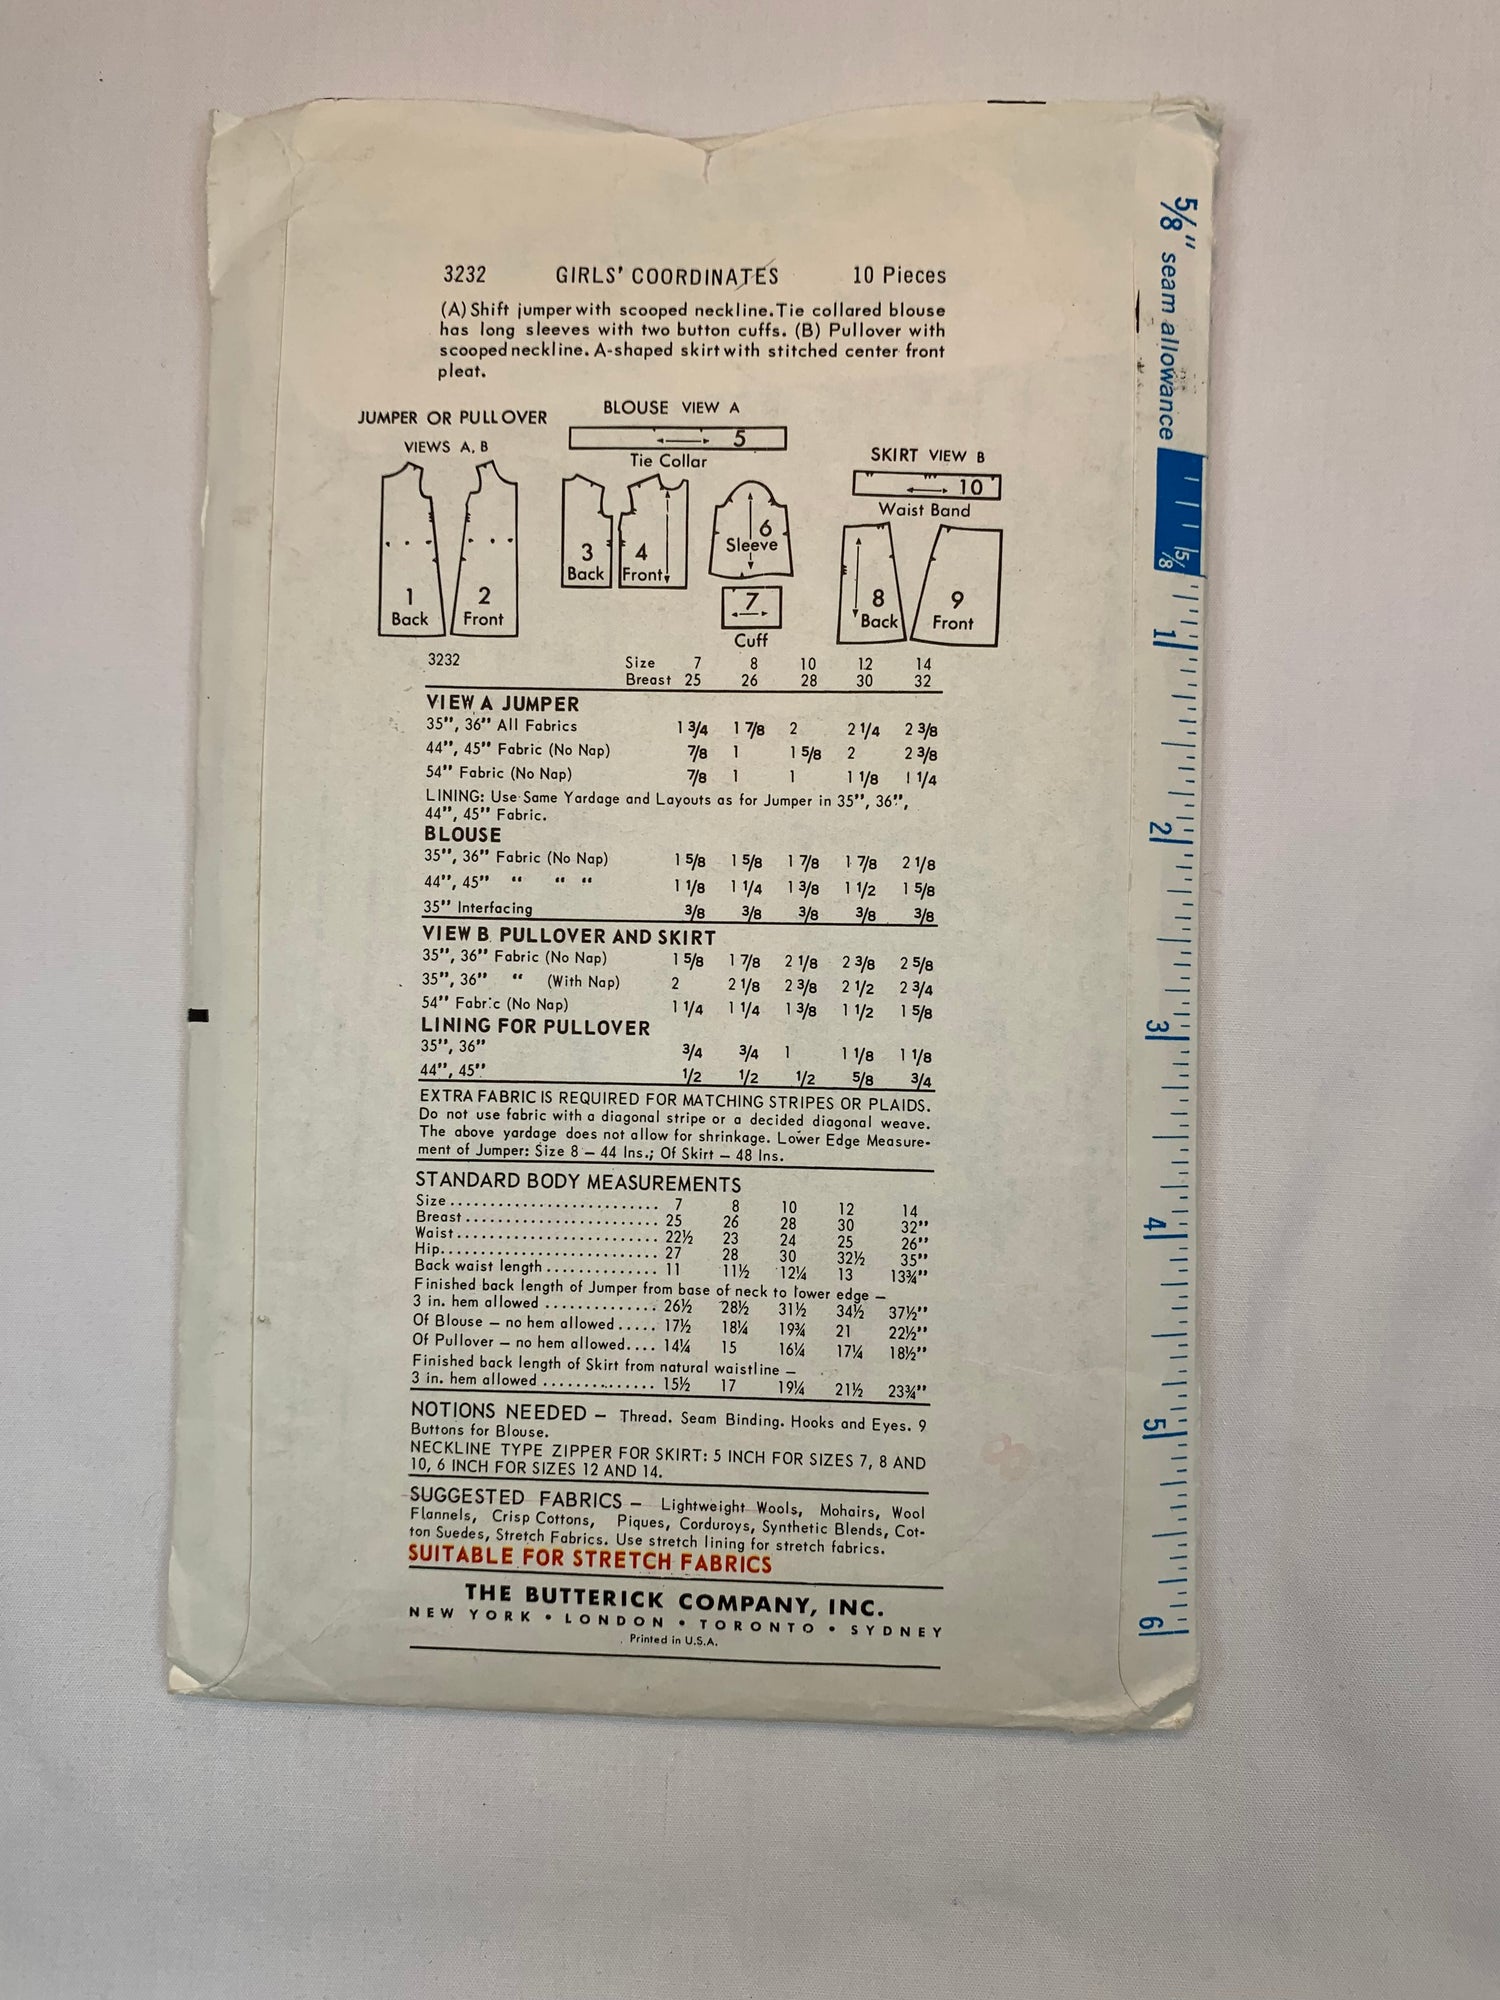 3232 GIRLS' COORDINATES 10 Pieces
(A) Shift jumper with scooped neckline. Tie collared blouse
has long sleeves with two button cuffs. (B) Pullover with
scooped neckline. A-shaped skirt with stitched center front
pleat.
JUMPER OR PULLOVER
VIEWS A, B
1
Back
2
Front
BLOUSE VIEW A
5
Tie Collar
3
Back
4
Front
6
Sleeve
7
Cuff
SKIRT VIEW B
10
Waist Band
8
Back
9
Front
3232 Size 7 8 10 12 14
Breast 25 26 28 30 32
VIEW A JUMPER
35", 36" All Fabrics 1 3/4 1 7/8 2 2 1/4 2 3/8
44", 45" Fabric (No Nap) 7/8 1 1 5/8 2 2 3/8
54" Fabric (No Nap) 7/8 1 1 1 1/8 1 1/4
LINING: Use Same Yardage and Layouts as for Jumper in 35", 36",
44", 45" Fabric.
BLOUSE
35", 36" Fabric (No Nap) 1 5/8 1 5/8 1 7/8 1 7/8 2 1/8
44", 45" " " " 1 1/8 1 1/4 1 3/8 1 1/2 1 5/8
35" Interfacing 3/8 3/8 3/8 3/8 3/8
VIEW B PULLOVER AND SKIRT
35", 36" Fabric (No Nap) 1 5/8 1 7/8 2 1/8 2 3/8 2 5/8
35", 36" " (With Nap) 2 2 1/8 2 3/8 2 1/2 2 3/4
54" Fabric (No Nap) 1 1/4 1 1/4 1 3/8 1 1/2 1 5/8
LINING FOR PULLOVER
35", 36" 3/4 3/4 1 1 1/8 1 1/8
44", 45" 1/2 1/2 1/2 5/8 3/4
EXTRA FABRIC IS REQUIRED FOR MATCHING STRIPES OR PLAIDS.
Do not use fabric with a diagonal stripe or a decided diagonal weave.
The above yardage does not allow for shrinkage. Lower Edge Measure-
ment of Jumper: Size 8 – 44 Ins.; Of Skirt – 48 Ins.
STANDARD BODY MEASUREMENTS
Size .......................... 7 8 10 12 14
Breast ........................ 25 26 28 30 32"
Waist ......................... 22½ 23 24 25 26"
Hip ........................... 27 28 30 32½ 35"
Back waist length .............. 11 11½ 12¼ 13 13¾"
Finished back length of Jumper from base of neck to lower edge –
3 in. hem allowed .............. 26½ 28½ 31½ 34½ 37½"
Of Blouse – no hem allowed ..... 17½ 18¼ 19¾ 21 22½"
Of Pullover – no hem allowed.... 14¼ 15 16¼ 17¼ 18½"
Finished back length of Skirt from natural waistline –
3 in. hem allowed .............. 15½ 17 19¼ 21½ 23¾"
NOTIONS NEEDED – Thread. Seam Binding. Hooks and Eyes. 9
Buttons for Blouse.
NECKLINE TYPE ZIPPER FOR SKIRT: 5 INCH FOR SIZES 7, 8 AND
10, 6 INCH FOR SIZES 12 AND 14.
SUGGESTED FABRICS – Lightweight Wools, Mohairs, Wool
Flannels, Crisp Cottons, Piques, Corduroys, Synthetic Blends, Cot-
ton Suedes, Stretch Fabrics. Use stretch lining for stretch fabrics.
SUITABLE FOR STRETCH FABRICS
THE BUTTERICK COMPANY, INC.
NEW YORK • LONDON • TORONTO • SYDNEY
Printed in U.S.A.
5/8" seam allowance
5/8
1
2
3
4
5
6